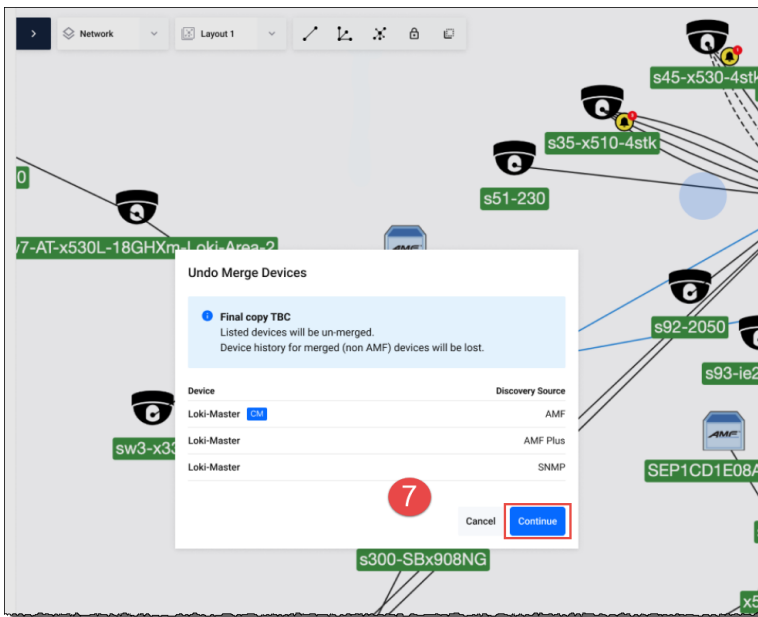 Network
Layout 1
s45-x530-4stk
s35-x510-4stk
s51-230
0
/7-AT-x530L-18GHXm-Loki-Area-2
AMF
Undo Merge Devices
Final copy TBC
Listed devices will be un-merged.
Device history for merged (non AMF) devices will be lost.
Device Discovery Source
Loki-Master CM AMF
Loki-Master AMF Plus
Loki-Master SNMP
7
Cancel Continue
s92-2050
s93-ie2
sw3-x33
AMF
SEP1CD1E08A
s300-SBx908NG
x5